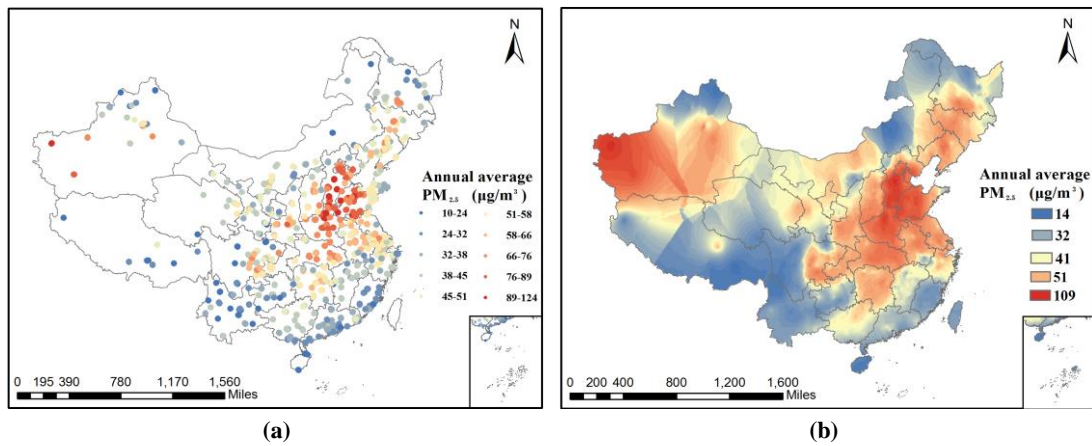 N
Annual average
PM2.5 (μg/m³)
10-24 51-58
24-32 58-66
32-38 66-76
38-45 76-89
45-51 89-124
0 195 390 780 1,170 1,560
Miles
(a)
N
Annual average
PM2.5 (μg/m³)
14
32
41
51
109
0 200 400 800 1,200 1,600
Miles
(b)